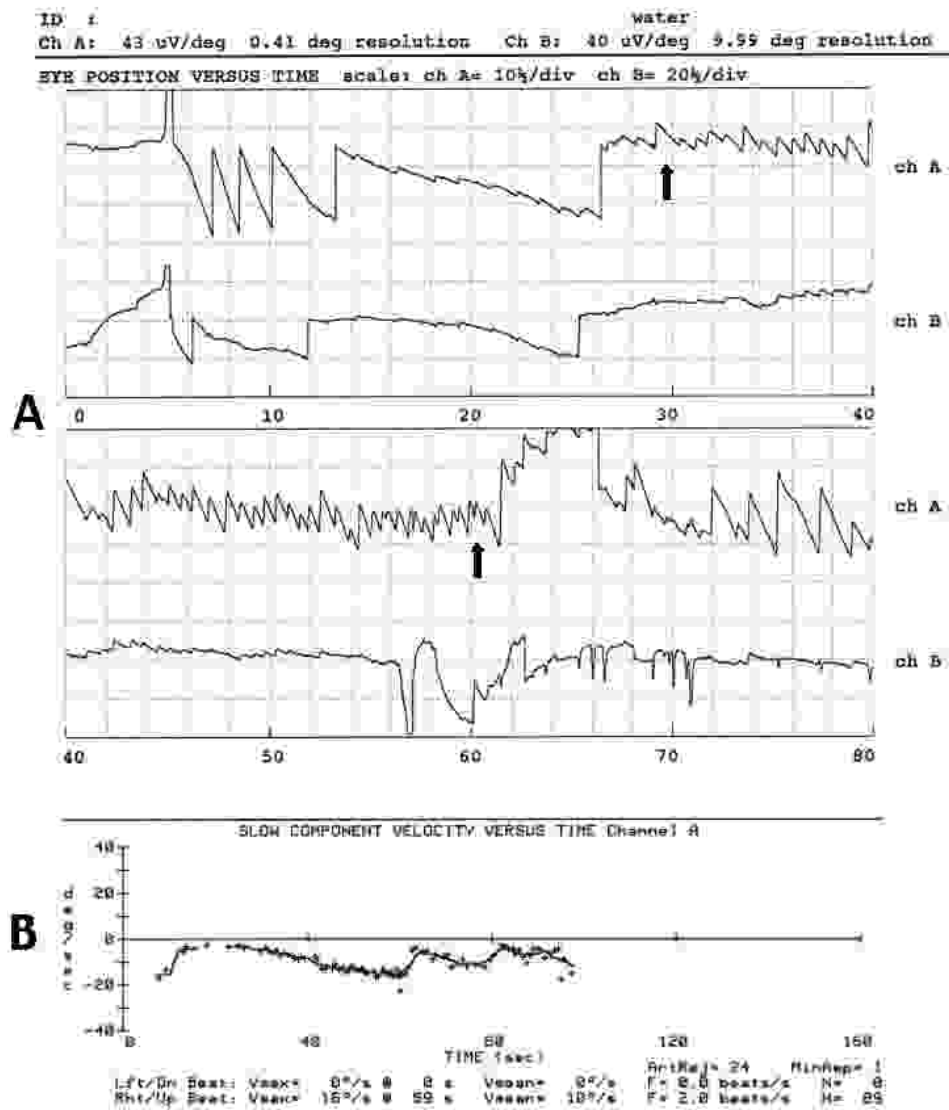 ID :
water
Ch A: 43 uV/deg 0.41 deg resolution Ch B: 40 uV/deg 9.99 deg resolution
EYE POSITION VERSUS TIME scale: ch A= 10°/div ch B= 20°/div
ch A
ch B
A
0 10 20 30 40
ch A
ch B
40 50 60 70 80
SLOW COMPONENT VELOCITY VERSUS TIME Channel A
B
40
20
0
-20
-40
0 40 80 120 160
TIME (sec)
ArtRej= 24
Lft/Dn Beat: Vmax= 0°/s @ 0 s Vmean= 0°/s F= 0.0 beats/s N= 0
Rht/Up Beat: Vmax= 16°/s @ 59 s Vmean= 10°/s F= 2.0 beats/s N= 89